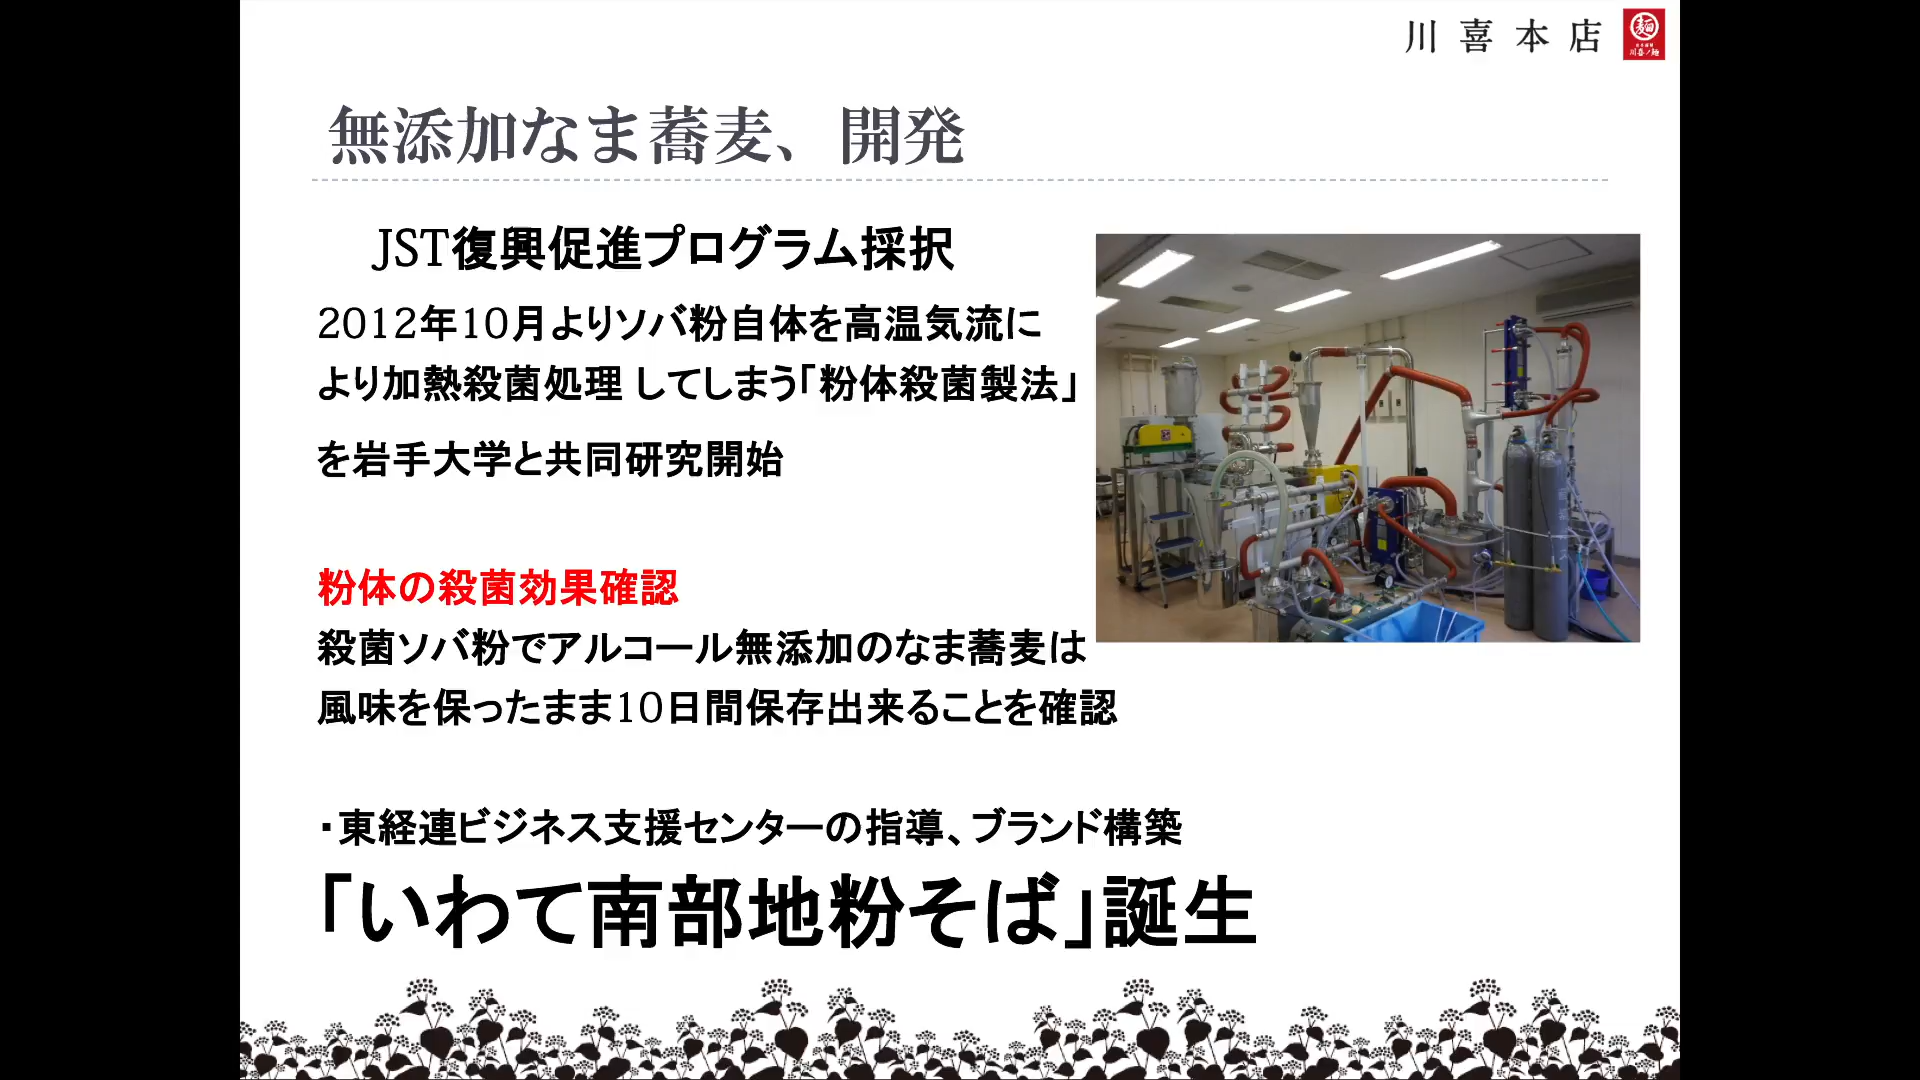 川喜本店
麺
川喜ノ麺
無添加なま蕎麦、開発
JST復興促進プログラム採択
2012年10月よりソバ粉自体を高温気流に
より加熱殺菌処理 してしまう「粉体殺菌製法」
を岩手大学と共同研究開始
粉体の殺菌効果確認
殺菌ソバ粉でアルコール無添加のなま蕎麦は
風味を保ったまま10日間保存出来ることを確認
・東経連ビジネス支援センターの指導、ブランド構築
「いわて南部地粉そば」誕生